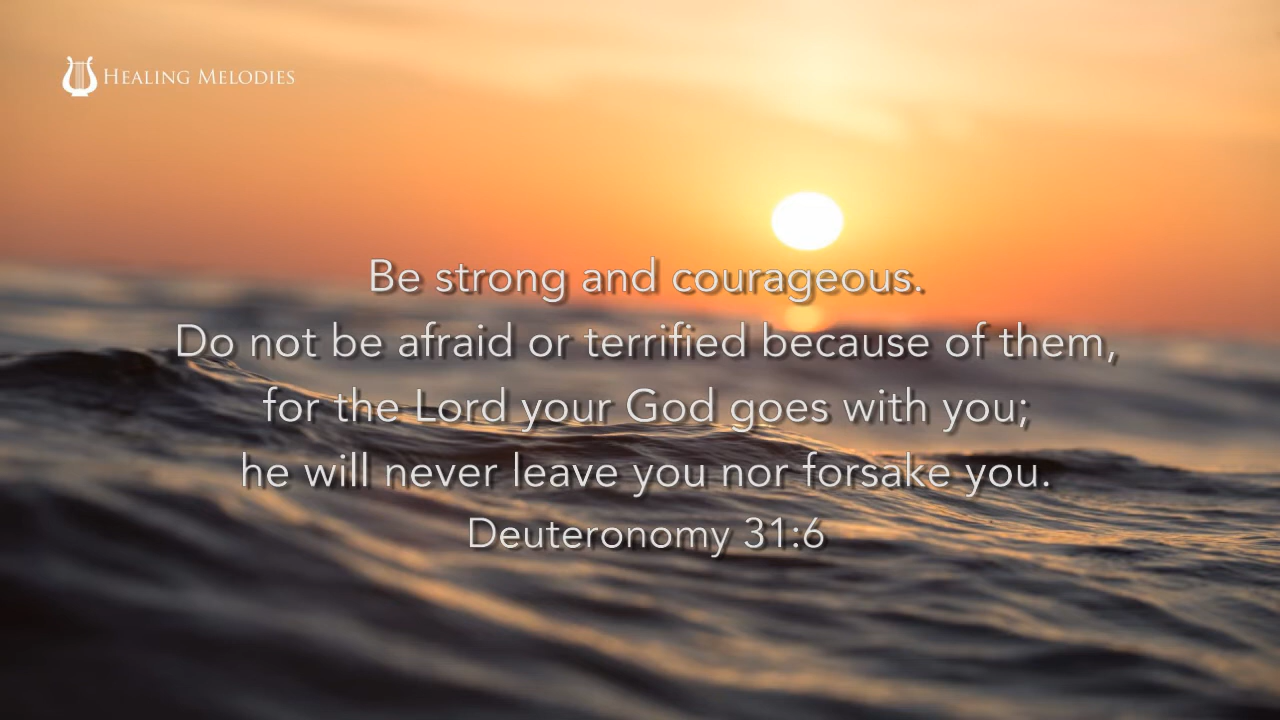 Healing Melodies
Be strong and courageous.
Do not be afraid or terrified because of them,
for the Lord your God goes with you;
he will never leave you nor forsake you.
Deuteronomy 31:6